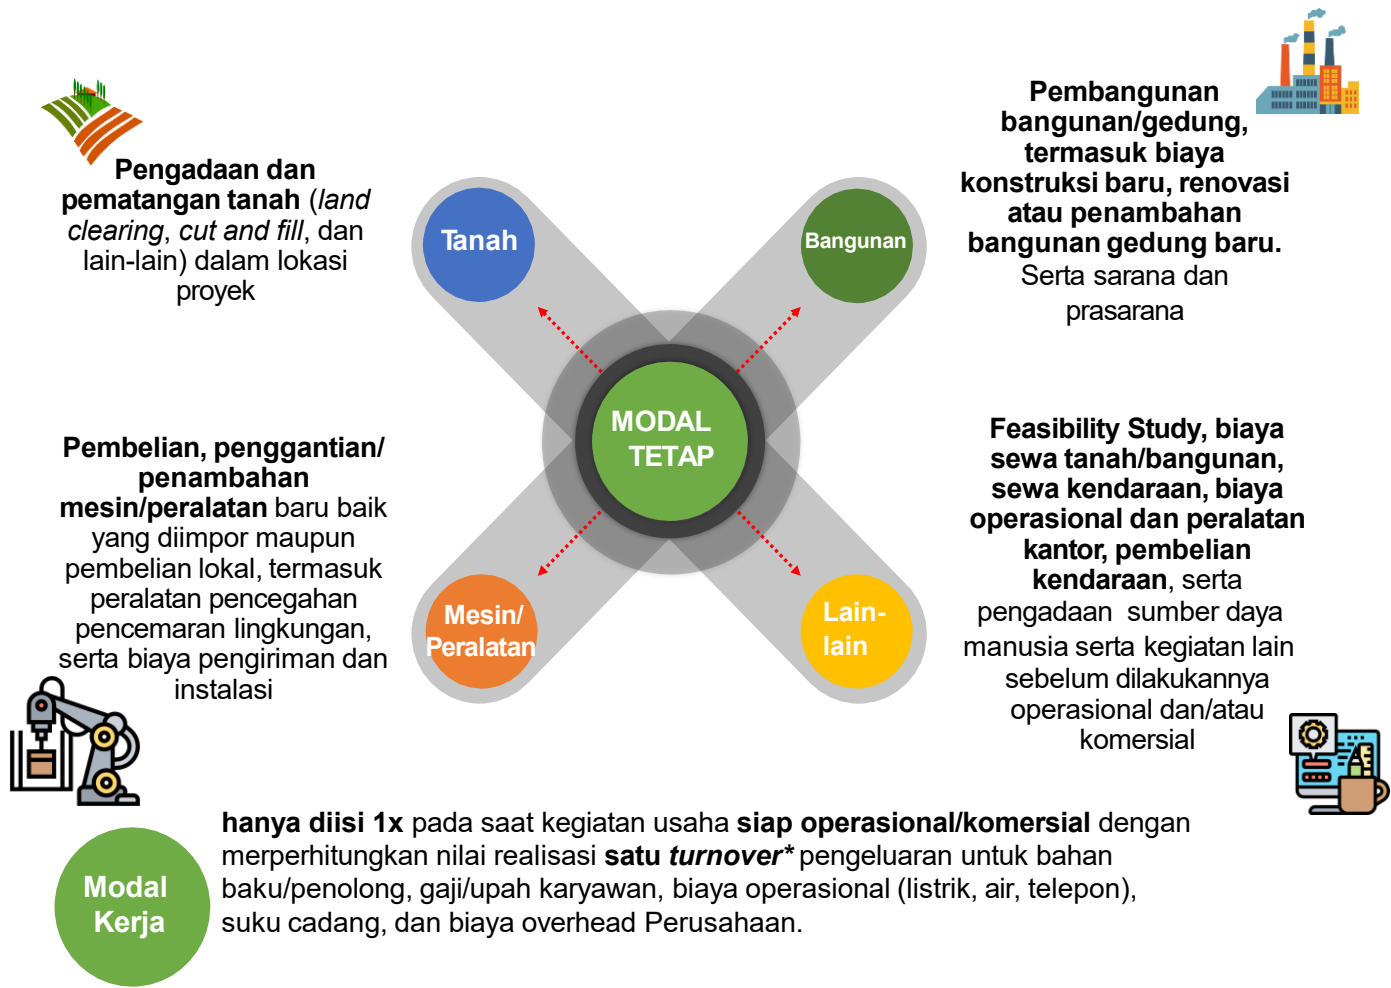 Pengadaan dan
pematangan tanah (land
clearing, cut and fill, dan
lain-lain) dalam lokasi
proyek
Tanah
Bangunan
Pembangunan
bangunan/gedung,
termasuk biaya
konstruksi baru, renovasi
atau penambahan
bangunan gedung baru.
Serta sarana dan
prasarana
MODAL
TETAP
Pembelian, penggantian/
penambahan
mesin/peralatan baru baik
yang diimpor maupun
pembelian lokal, termasuk
peralatan pencegahan
pencemaran lingkungan,
serta biaya pengiriman dan
instalasi
Mesin/
Peralatan
Lain-
lain
Feasibility Study, biaya
sewa tanah/bangunan,
sewa kendaraan, biaya
operasional dan peralatan
kantor, pembelian
kendaraan, serta
pengadaan sumber daya
manusia serta kegiatan lain
sebelum dilakukannya
operasional dan/atau
komersial
Modal
Kerja
hanya diisi 1x pada saat kegiatan usaha siap operasional/komersial dengan
merperhitungkan nilai realisasi satu turnover* pengeluaran untuk bahan
baku/penolong, gaji/upah karyawan, biaya operasional (listrik, air, telepon),
suku cadang, dan biaya overhead Perusahaan.